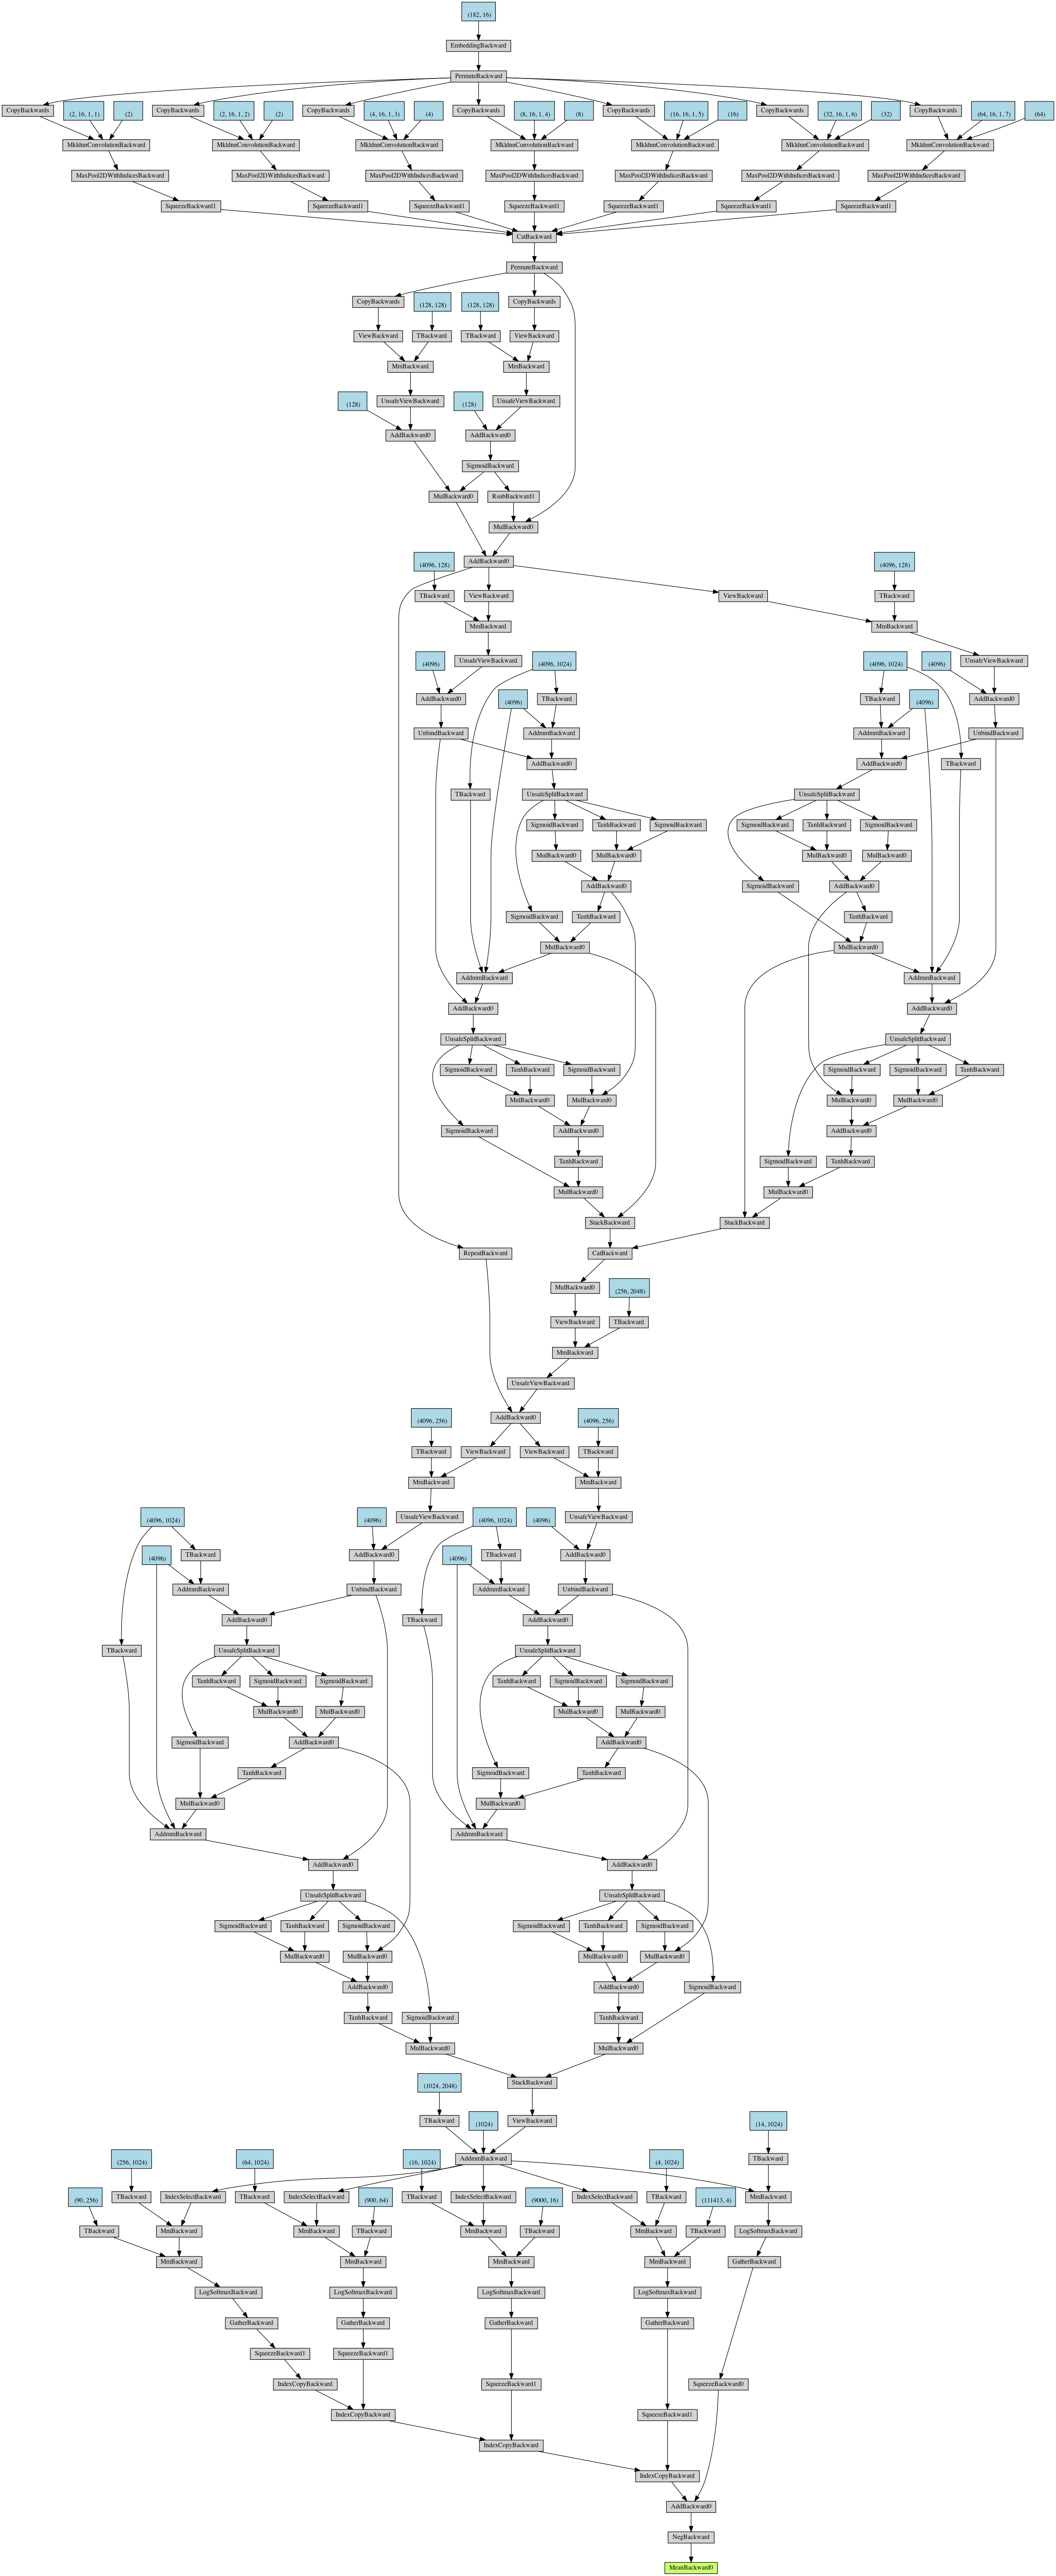 (182, 16)
EmbeddingBackward
PermuteBackward
CopyBackwards (2, 16, 1, 1) (2) CopyBackwards (2, 16, 1, 2) (2) CopyBackwards (4, 16, 1, 3) (4) CopyBackwards (8, 16, 1, 4) (8) CopyBackwards (16, 16, 1, 5) (16) CopyBackwards (32, 16, 1, 6) (32) CopyBackwards (64, 16, 1, 7) (64)
MkldnnConvolutionBackward MkldnnConvolutionBackward MkldnnConvolutionBackward MkldnnConvolutionBackward MkldnnConvolutionBackward MkldnnConvolutionBackward MkldnnConvolutionBackward
MaxPool2DWithIndicesBackward MaxPool2DWithIndicesBackward MaxPool2DWithIndicesBackward MaxPool2DWithIndicesBackward MaxPool2DWithIndicesBackward MaxPool2DWithIndicesBackward MaxPool2DWithIndicesBackward
SqueezeBackward1 SqueezeBackward1 SqueezeBackward1 SqueezeBackward1 SqueezeBackward1 SqueezeBackward1 SqueezeBackward1
CatBackward
PermuteBackward
CopyBackwards (128, 128) (128, 128) CopyBackwards
ViewBackward TBackward TBackward ViewBackward
MmBackward MmBackward
(128) UnsafeViewBackward (128) UnsafeViewBackward
AddBackward0 AddBackward0
SigmoidBackward
MulBackward0 RsubBackward1
MulBackward0
(4096, 128) AddBackward0 (4096, 128)
TBackward ViewBackward ViewBackward TBackward
MmBackward MmBackward
(4096) UnsafeViewBackward (4096, 1024) (4096, 1024) (4096) UnsafeViewBackward
AddBackward0 (4096) TBackward TBackward (4096) AddBackward0
UnbindBackward AddmmBackward AddmmBackward UnbindBackward
AddBackward0 AddBackward0 TBackward
TBackward UnsafeSplitBackward UnsafeSplitBackward
SigmoidBackward TanhBackward SigmoidBackward SigmoidBackward TanhBackward SigmoidBackward
MulBackward0 MulBackward0 MulBackward0 MulBackward0
AddBackward0 SigmoidBackward AddBackward0
SigmoidBackward TanhBackward TanhBackward
MulBackward0 MulBackward0
AddmmBackward AddmmBackward
AddBackward0 AddBackward0
UnsafeSplitBackward UnsafeSplitBackward
SigmoidBackward TanhBackward SigmoidBackward SigmoidBackward SigmoidBackward TanhBackward
MulBackward0 MulBackward0 MulBackward0 MulBackward0
SigmoidBackward AddBackward0 AddBackward0
TanhBackward SigmoidBackward TanhBackward
MulBackward0 MulBackward0
StackBackward StackBackward
RepeatBackward CatBackward
MulBackward0 (256, 2048)
ViewBackward TBackward
MmBackward
UnsafeViewBackward
(4096, 256) AddBackward0 (4096, 256)
TBackward ViewBackward ViewBackward TBackward
MmBackward MmBackward
(4096, 1024) (4096) UnsafeViewBackward (4096, 1024) (4096) UnsafeViewBackward
(4096) TBackward AddBackward0 (4096) TBackward AddBackward0
AddmmBackward UnbindBackward AddmmBackward UnbindBackward
AddBackward0 TBackward AddBackward0
TBackward UnsafeSplitBackward UnsafeSplitBackward
TanhBackward SigmoidBackward SigmoidBackward TanhBackward SigmoidBackward SigmoidBackward
MulBackward0 MulBackward0 MulBackward0 MulBackward0
SigmoidBackward AddBackward0 AddBackward0
TanhBackward SigmoidBackward TanhBackward
MulBackward0 MulBackward0
AddmmBackward AddmmBackward
AddBackward0 AddBackward0
UnsafeSplitBackward UnsafeSplitBackward
SigmoidBackward TanhBackward SigmoidBackward SigmoidBackward TanhBackward SigmoidBackward
MulBackward0 MulBackward0 MulBackward0 MulBackward0
AddBackward0 AddBackward0 SigmoidBackward
TanhBackward SigmoidBackward TanhBackward
MulBackward0 MulBackward0
(1024, 2048) StackBackward
TBackward (1024) ViewBackward (14, 1024)
(256, 1024) (64, 1024) (16, 1024) AddmmBackward (4, 1024) TBackward
(90, 256) TBackward IndexSelectBackward TBackward IndexSelectBackward (900, 64) TBackward IndexSelectBackward (9000, 16) IndexSelectBackward TBackward (111413, 4) MmBackward
TBackward MmBackward MmBackward TBackward MmBackward TBackward MmBackward TBackward LogSoftmaxBackward
MmBackward MmBackward MmBackward MmBackward GatherBackward
LogSoftmaxBackward LogSoftmaxBackward LogSoftmaxBackward LogSoftmaxBackward
GatherBackward GatherBackward GatherBackward GatherBackward
SqueezeBackward1 SqueezeBackward1
IndexCopyBackward SqueezeBackward1 SqueezeBackward0
IndexCopyBackward SqueezeBackward1
IndexCopyBackward
IndexCopyBackward
AddBackward0
NegBackward
MeanBackward0